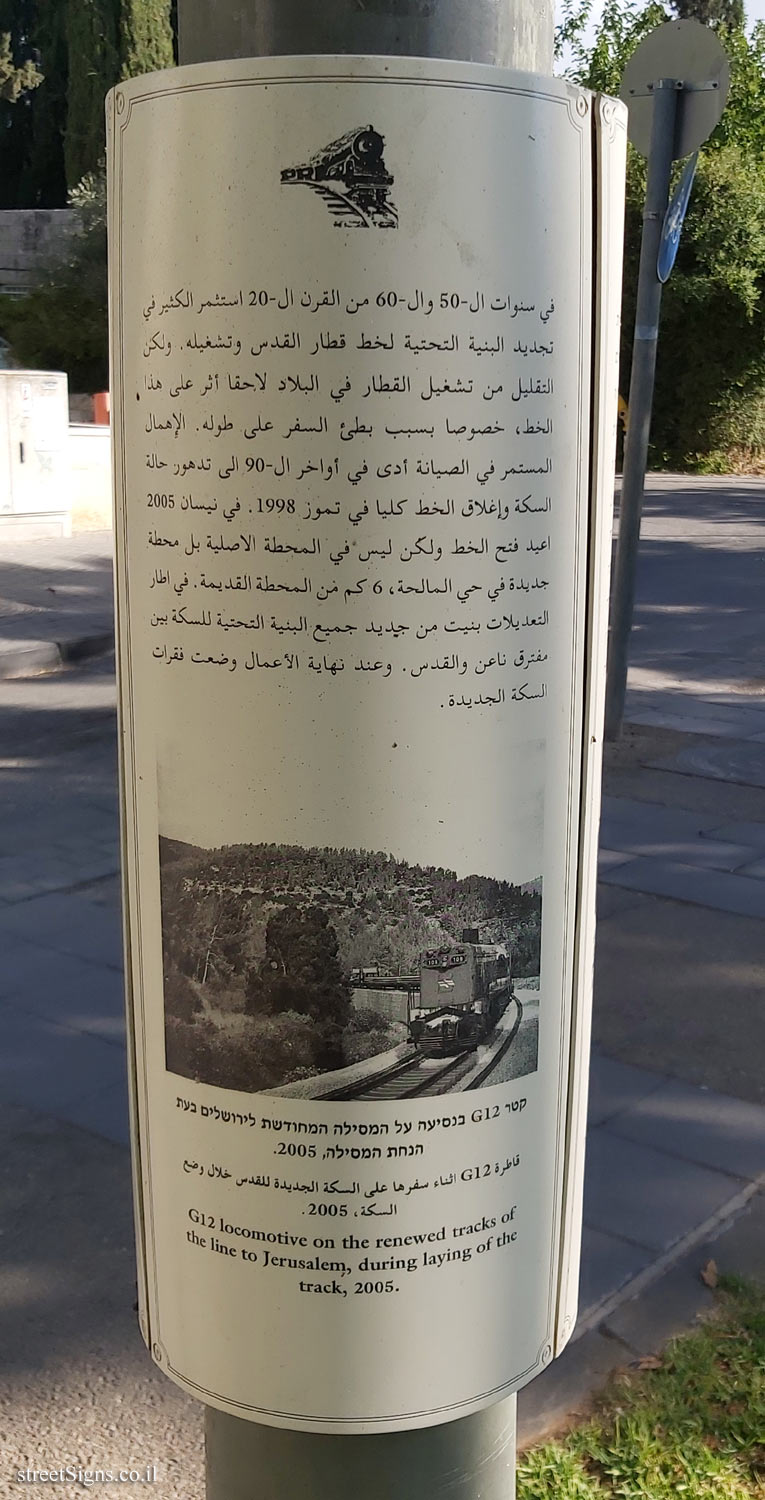 في سنوات ال-50 وال-60 من القرن ال-20 استثمر الكثير في
تجديد البنية التحتية لخط قطار القدس وتشغيله. ولكن
التقليل من تشغيل القطار في البلاد لاحقا أثر على هذا
الخط، خصوصا بسبب بطئ السفر على طوله. الإهمال
المستمر في الصيانة أدى في أواخر ال-90 الى تدهور حالة
السكة وإغلاق الخط كليا في تموز 1998. في نيسان 2005
اعيد فتح الخط ولكن ليس في المحطة الاصلية بل محطة
جديدة في حي المالحة، 6 كم من المحطة القديمة. في اطار
التعديلات بنيت من جديد جميع البنية التحتية للسكة بين
مفترق ناعن والقدس. وعند نهاية الأعمال وضعت فقرات
السكة الجديدة.
קטר G12 בנסיעה על המסילה המחודשת לירושלים בעת
הנחת המסילה, 2005.
قاطرة G12 اثناء سفرها على السكة الجديدة للقدس خلال وضع
السكة، 2005.
G12 locomotive on the renewed tracks of
the line to Jerusalem, during laying of the
track, 2005.
streetSigns.co.il